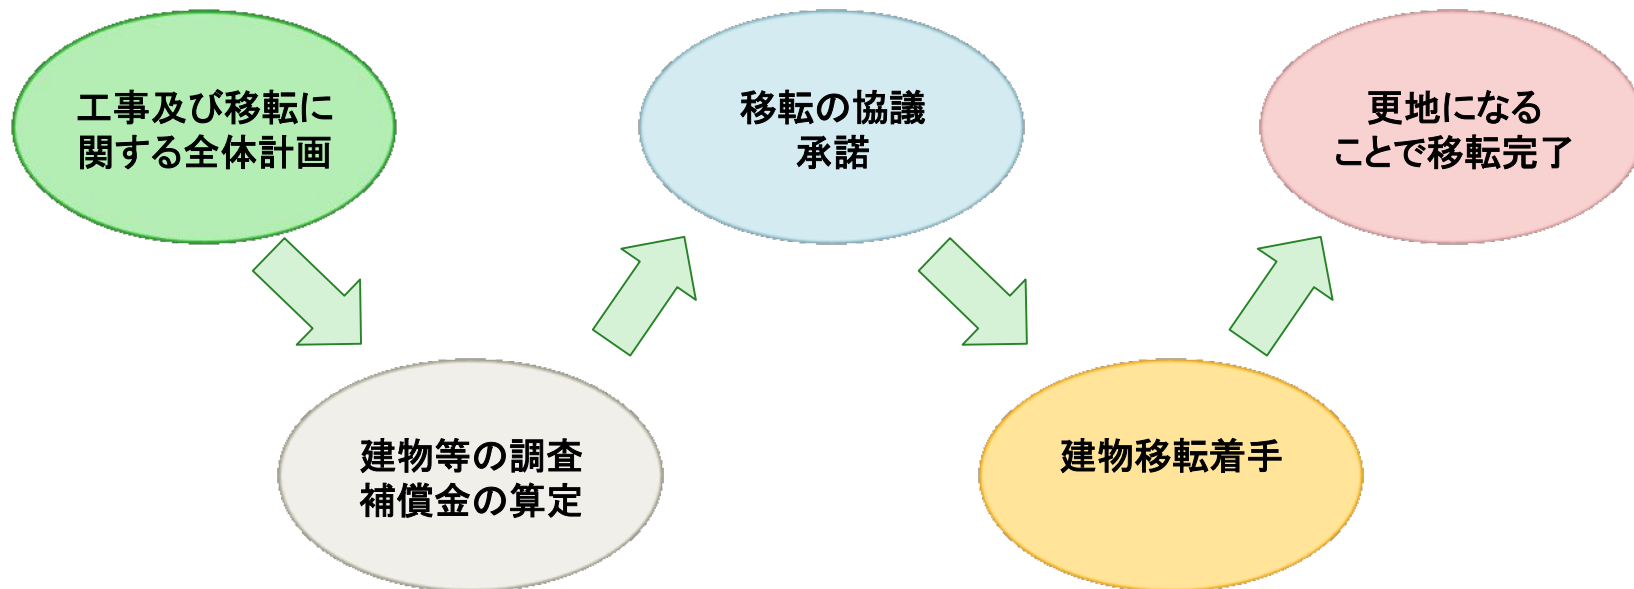 工事及び移転に
関する全体計画
建物等の調査
補償金の算定
移転の協議
承諾
建物移転着手
更地になる
ことで移転完了